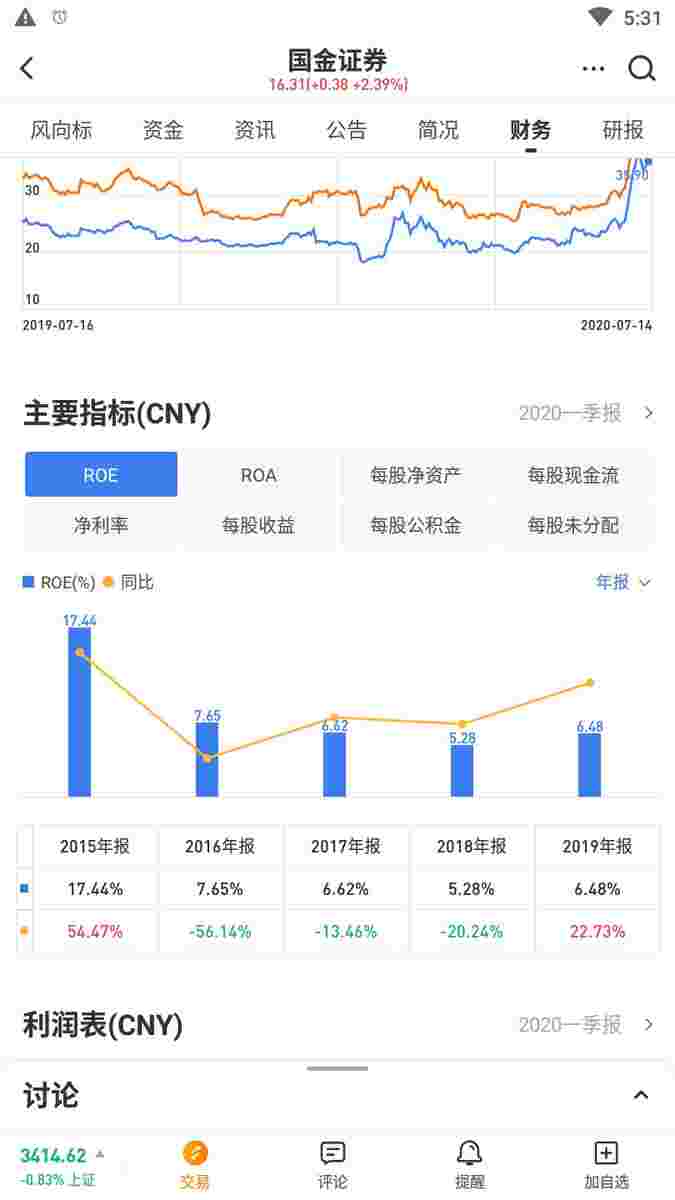 5:31
国金证券
16.31(+0.38 +2.39%)
风向标 资金 资讯 公告 简况 财务 研报
30
20
10
2019-07-16 2020-07-14
主要指标(CNY) 2020一季报
ROE ROA 每股净资产 每股现金流
净利率 每股收益 每股公积金 每股未分配
ROE(%) 同比 年报
17.44 7.65 6.62 5.28 6.48
2015年报 2016年报 2017年报 2018年报 2019年报
17.44% 7.65% 6.62% 5.28% 6.48%
54.47% -56.14% -13.46% -20.24% 22.73%
利润表(CNY) 2020一季报
讨论
3414.62
-0.83% 上证
交易 评论 提醒 加自选